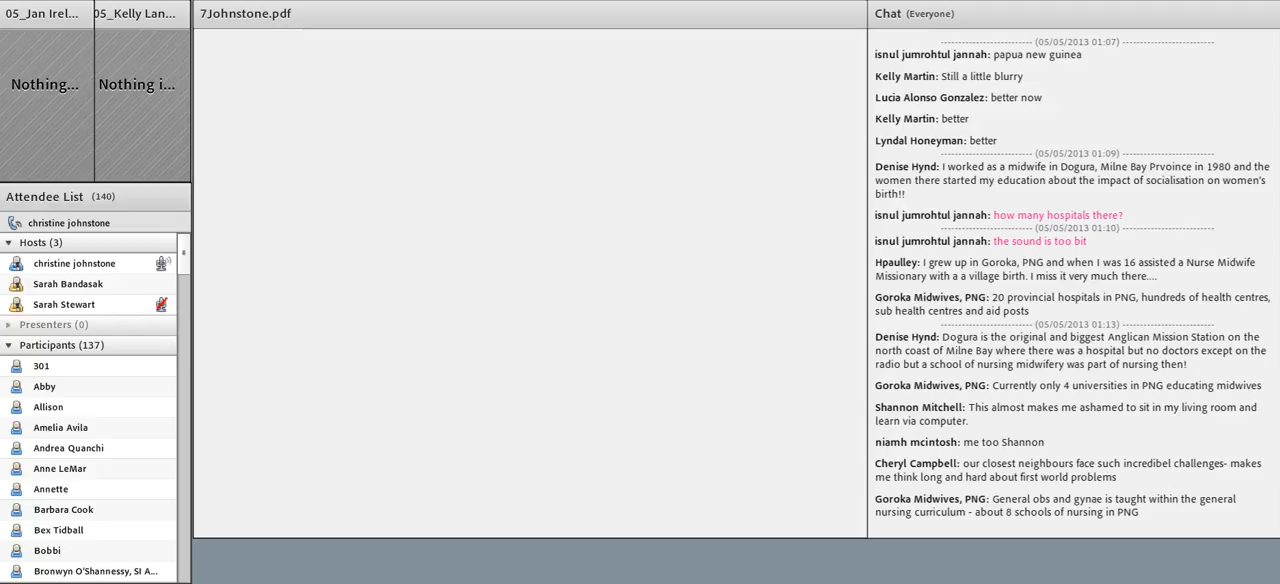 05_Jan Irel...
05_Kelly Lan...
7Johnstone.pdf
Chat (Everyone)
Nothing...
Nothing i...
Attendee List (140)
christine johnstone
Hosts (3)
christine johnstone
Sarah Bandasak
Sarah Stewart
Presenters (0)
Participants (137)
301
Abby
Allison
Amelia Avila
Andrea Quanchi
Anne LeMar
Annette
Barbara Cook
Bex Tidball
Bobbi
Bronwyn O'Shannessy, SI A...
------------------------ (05/05/2013 01:07) ------------------------
isnul jumrohtul jannah: papua new guinea
Kelly Martin: Still a little blurry
Lucia Alonso Gonzalez: better now
Kelly Martin: better
Lyndal Honeyman: better
------------------------ (05/05/2013 01:09) ------------------------
Denise Hynd: I worked as a midwife in Dogura, Milne Bay Prvoince in 1980 and the
women there started my education about the impact of socialisation on women's
birth!!
isnul jumrohtul jannah: how many hospitals there?
------------------------ (05/05/2013 01:10) ------------------------
isnul jumrohtul jannah: the sound is too bit
Hpaulley: I grew up in Goroka, PNG and when I was 16 assisted a Nurse Midwife
Missionary with a a village birth. I miss it very much there....
Goroka Midwives, PNG: 20 provincial hospitals in PNG, hundreds of health centres,
sub health centres and aid posts
------------------------ (05/05/2013 01:13) ------------------------
Denise Hynd: Dogura is the original and biggest Anglican Mission Station on the
north coast of Milne Bay where there was a hospital but no doctors except on the
radio but a school of nursing midwifery was part of nursing then!
Goroka Midwives, PNG: Currently only 4 universities in PNG educating midwives
Shannon Mitchell: This almost makes me ashamed to sit in my living room and
learn via computer.
niamh mcintosh: me too Shannon
Cheryl Campbell: our closest neighbours face such incredibel challenges- makes
me think long and hard about first world problems
Goroka Midwives, PNG: General obs and gynae is taught within the general
nursing curriculum - about 8 schools of nursing in PNG